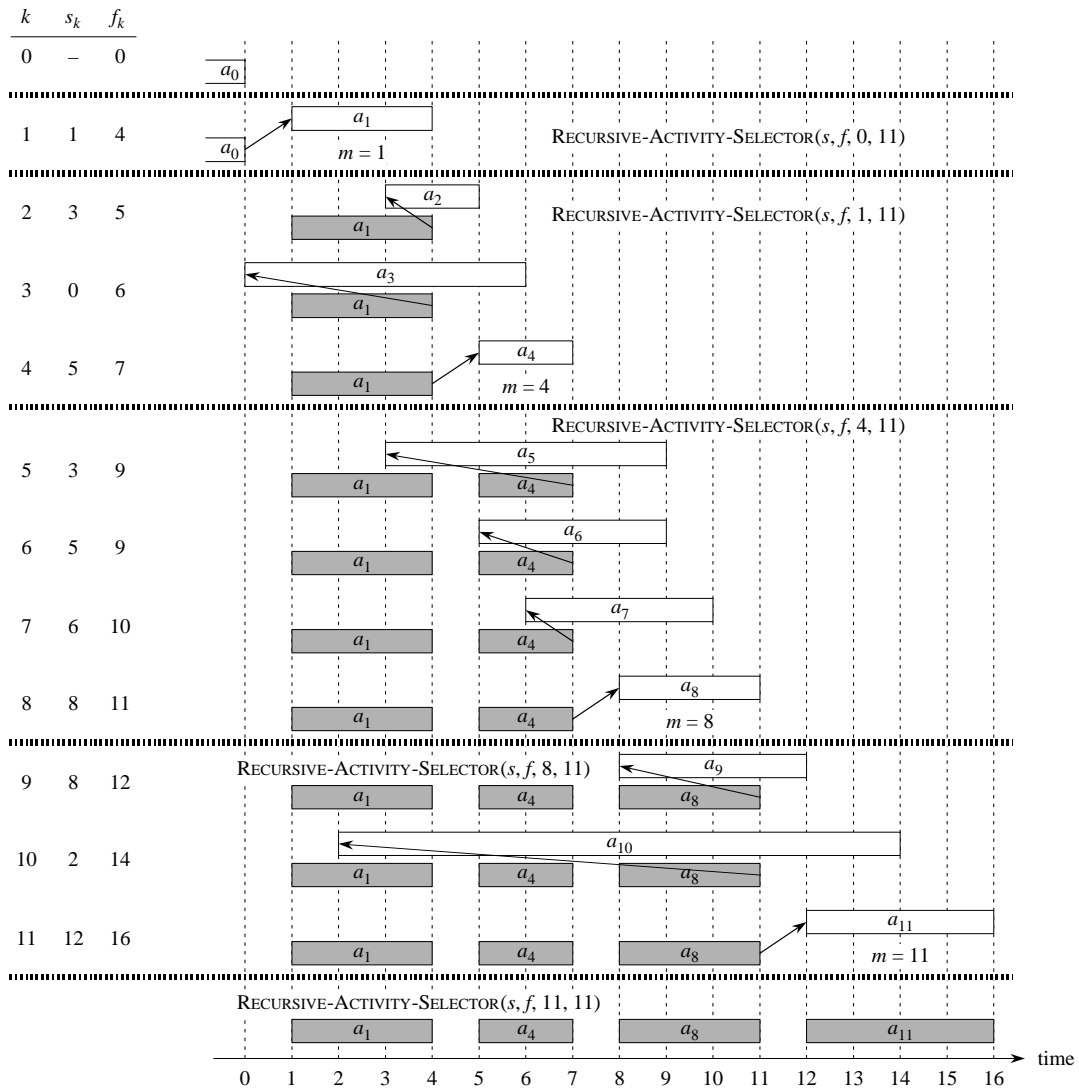 k s_k f_k
0 – 0
a_0
1 1 4
a_0
a_1
m = 1
RECURSIVE-ACTIVITY-SELECTOR(s, f, 0, 11)
2 3 5
a_2
a_1
RECURSIVE-ACTIVITY-SELECTOR(s, f, 1, 11)
3 0 6
a_3
a_1
4 5 7
a_4
a_1
m = 4
RECURSIVE-ACTIVITY-SELECTOR(s, f, 4, 11)
5 3 9
a_5
a_1 a_4
6 5 9
a_6
a_1 a_4
7 6 10
a_7
a_1 a_4
8 8 11
a_8
a_1 a_4
m = 8
RECURSIVE-ACTIVITY-SELECTOR(s, f, 8, 11)
9 8 12
a_9
a_1 a_4 a_8
10 2 14
a_10
a_1 a_4 a_8
11 12 16
a_11
a_1 a_4 a_8
m = 11
RECURSIVE-ACTIVITY-SELECTOR(s, f, 11, 11)
a_1 a_4 a_8 a_11
time
0 1 2 3 4 5 6 7 8 9 10 11 12 13 14 15 16